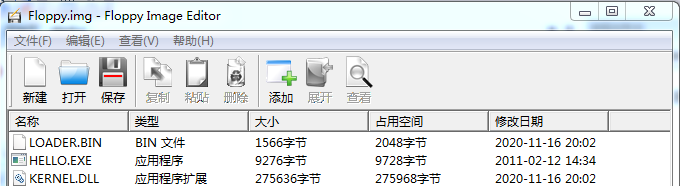 Floppy.img - Floppy Image Editor
文件(F) 编辑(E) 查看(V) 帮助(H)
新建 打开 保存 复制 粘贴 删除 添加 展开 查看
名称 类型 大小 占用空间 修改日期
LOADER.BIN BIN 文件 1566字节 2048字节 2020-11-16 20:02
HELLO.EXE 应用程序 9276字节 9728字节 2011-02-12 14:34
KERNEL.DLL 应用程序扩展 275636字节 275968字节 2020-11-16 20:02